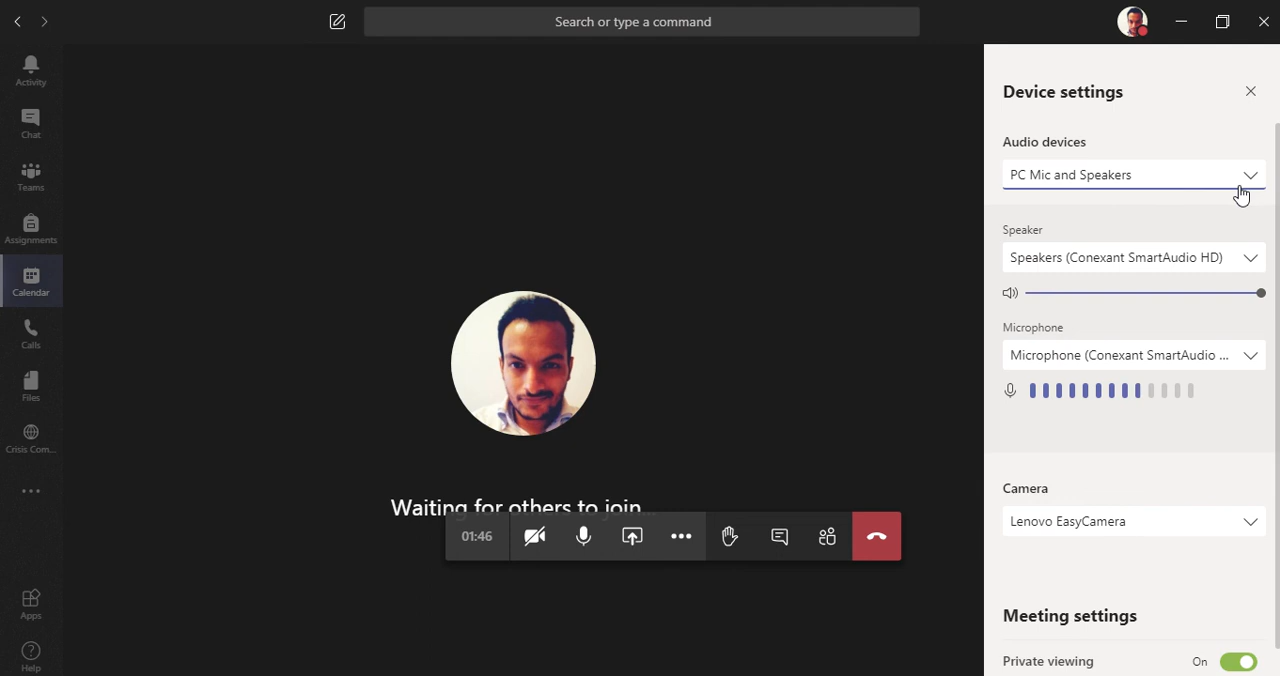 Search or type a command
Activity
Chat
Teams
Assignments
Calendar
Calls
Files
Crisis Com...
Apps
Help
Waiting for others to join...
01:46
Device settings
Audio devices
PC Mic and Speakers
Speaker
Speakers (Conexant SmartAudio HD)
Microphone
Microphone (Conexant SmartAudio ...
Camera
Lenovo EasyCamera
Meeting settings
Private viewing On